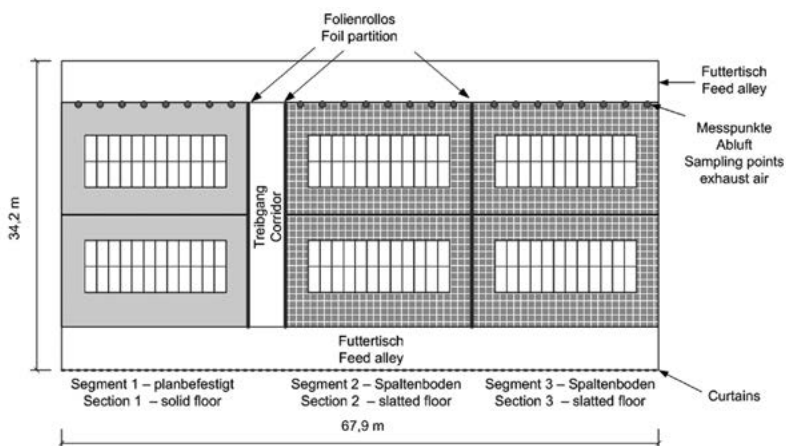 Folienrollos
Foil partition
Futtertisch
Feed alley
Messpunkte
Abluft
Sampling points
exhaust air
34,2 m
Treibgang
Corridor
Futtertisch
Feed alley
Segment 1 – planbefestigt
Section 1 – solid floor
Segment 2 – Spaltenboden
Section 2 – slatted floor
Segment 3 – Spaltenboden
Section 3 – slatted floor
Curtains
67,9 m